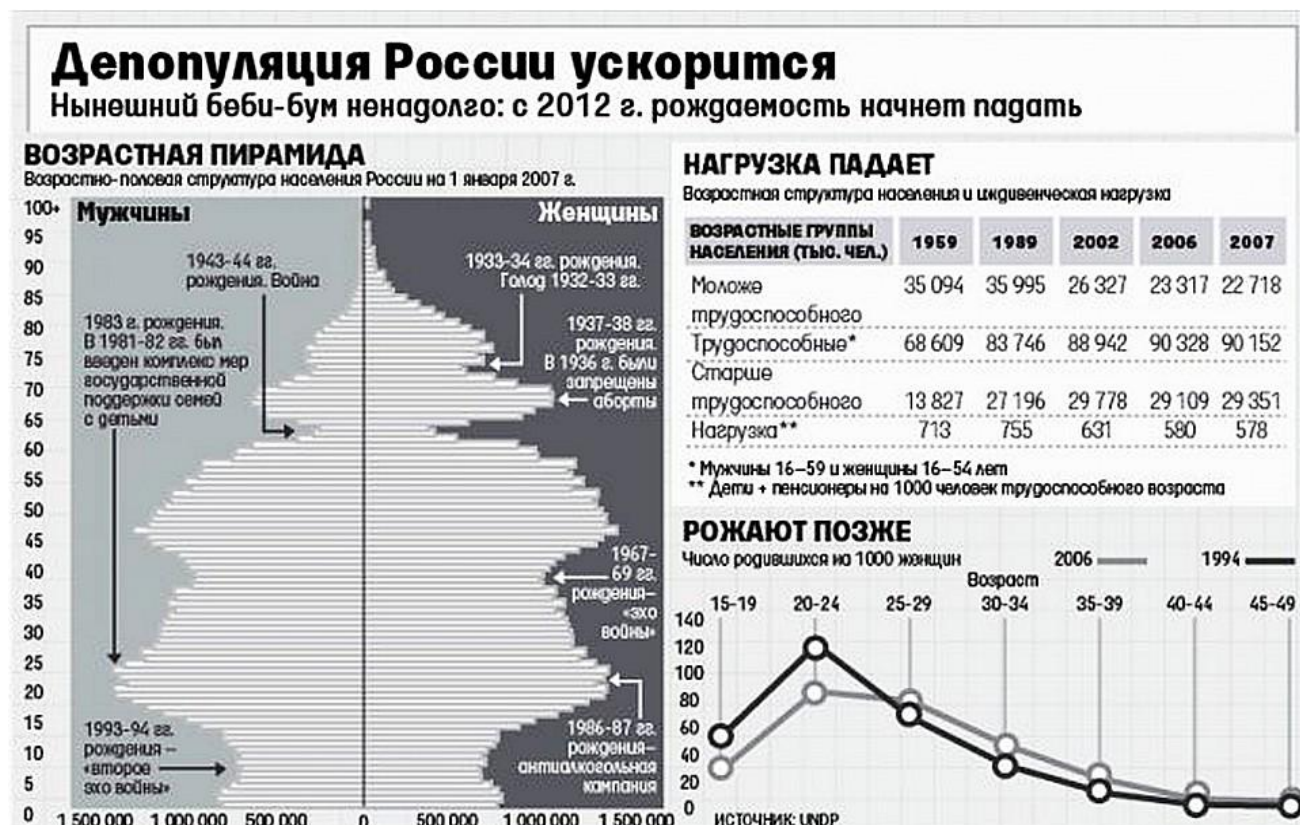 Депопуляция России ускорится
Нынешний беби-бум ненадолго: с 2012 г. рождаемость начнет падать
ВОЗРАСТНАЯ ПИРАМИДА
Возрастно-половая структура населения России на 1 января 2007 г.
Мужчины
Женщины
100+
95
90
85
80
75
70
65
60
55
50
45
40
35
30
25
20
15
10
5
0
1943-44 гг.
рождения. Война
1983 г. рождения.
В 1981-82 гг. был
введен комплекс мер
государственной
поддержки семей
с детьми
1993-94 гг.
рождения –
«второе
эхо войны»
1933-34 гг. рождения.
Голод 1932-33 гг.
1937-38 гг.
рождения.
В 1936 г. были
запрещены
аборты
1967-
69 гг.
рождения–
«эхо
войны»
1986-87 гг.
рождения–
антиалкогольная
кампания
1 500 000 1 000 000 500 000 0 500 000 1 000 000 1 500 000
НАГРУЗКА ПАДАЕТ
Возрастная структура населения и иждивенческая нагрузка
ВОЗРАСТНЫЕ ГРУППЫ
НАСЕЛЕНИЯ (ТЫС. ЧЕЛ.) 1959 1989 2002 2006 2007
Моложе 35 094 35 995 26 327 23 317 22 718
трудоспособного
Трудоспособные* 68 609 83 746 88 942 90 328 90 152
Старше
трудоспособного 13 827 27 196 29 778 29 109 29 351
Нагрузка** 713 755 631 580 578
* Мужчины 16–59 и женщины 16–54 лет
** Дети + пенсионеры на 1000 человек трудоспособного возраста
РОЖАЮТ ПОЗЖЕ
Число родившихся на 1000 женщин 2006 1994
Возраст
15-19 20-24 25-29 30-34 35-39 40-44 45-49
140
120
100
80
60
40
20
0
ИСТОЧНИК: UNDP